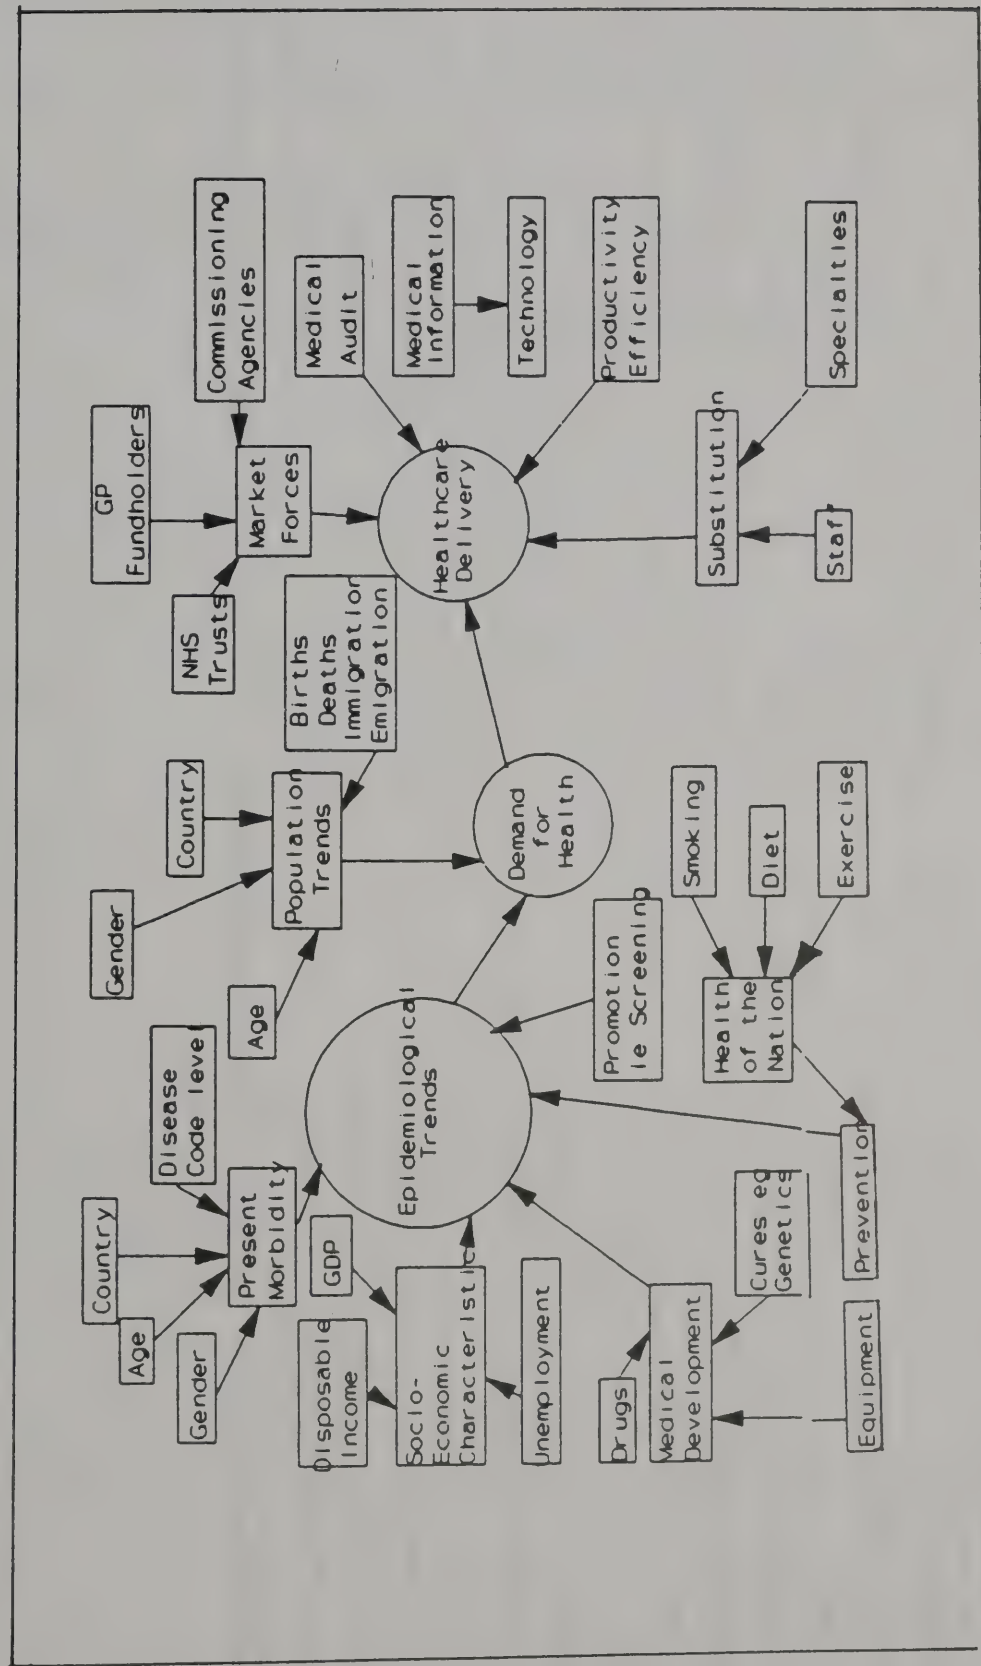 Country
Age
Gender
Disease
Code level
Present
Morbidity
Gender
Country
Age
Population
Trends
Births
Deaths
Immigration
Emigration
NHS
Trusts
GP
Fundholders
Commissioning
Agencies
Market
Forces
Disposable
Income
GDP
Socio-
Economic
Characteristic
Unemployment
Epidemiological
Trends
Demand
for
Health
Healthcare
Delivery
Medical
Audit
Medical
Information
Technology
Productivity
Efficiency
Drugs
Medical
Development
Cures eg
Genetics
Equipment
Prevention
Promotion
ie Screening
Health
of the
Nation
Smoking
Diet
Exercise
Substitution
Staff
Specialties